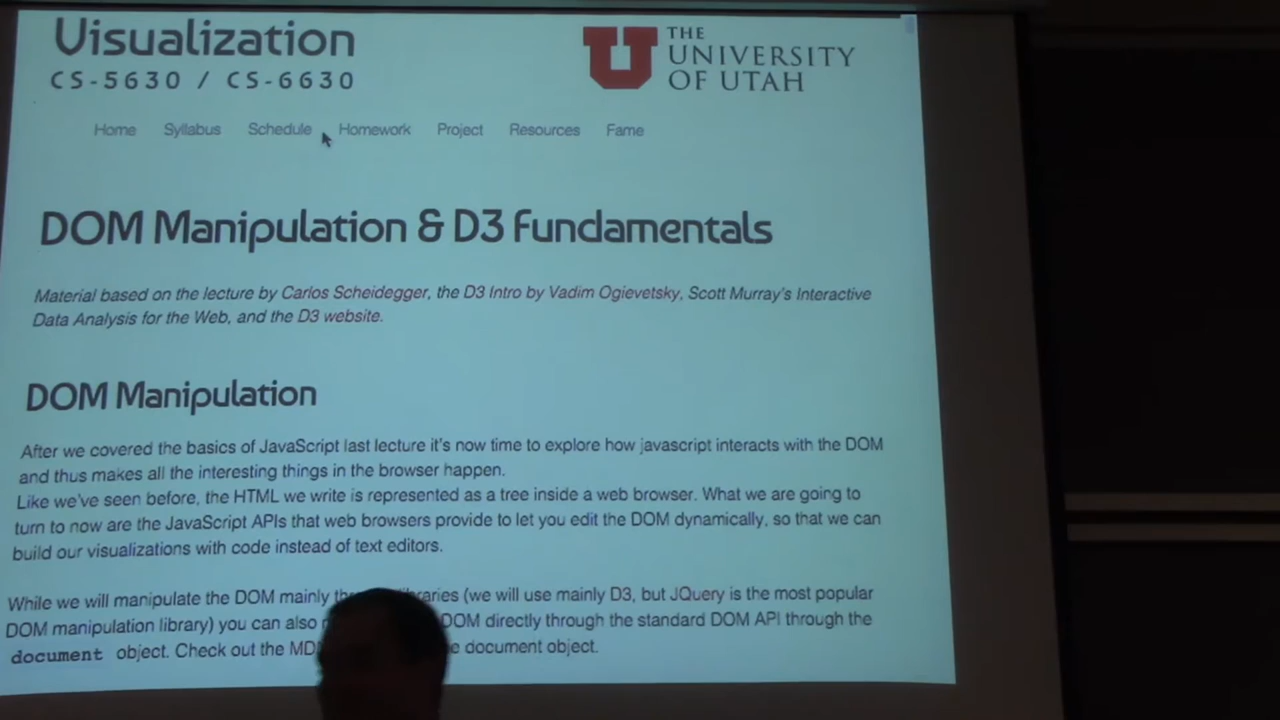 Visualization
CS-5630 / CS-6630
THE
UNIVERSITY
OF UTAH
Home Syllabus Schedule Homework Project Resources Fame
DOM Manipulation & D3 Fundamentals
Material based on the lecture by Carlos Scheidegger, the D3 Intro by Vadim Ogievetsky, Scott Murray's Interactive
Data Analysis for the Web, and the D3 website.
DOM Manipulation
After we covered the basics of JavaScript last lecture it's now time to explore how javascript interacts with the DOM
and thus makes all the interesting things in the browser happen.
Like we've seen before, the HTML we write is represented as a tree inside a web browser. What we are going to
turn to now are the JavaScript APIs that web browsers provide to let you edit the DOM dynamically, so that we can
build our visualizations with code instead of text editors.
While we will manipulate the DOM mainly (we will use mainly D3, but JQuery is the most popular
DOM manipulation library) you can also DOM directly through the standard DOM API through the
document object. Check out the document object.